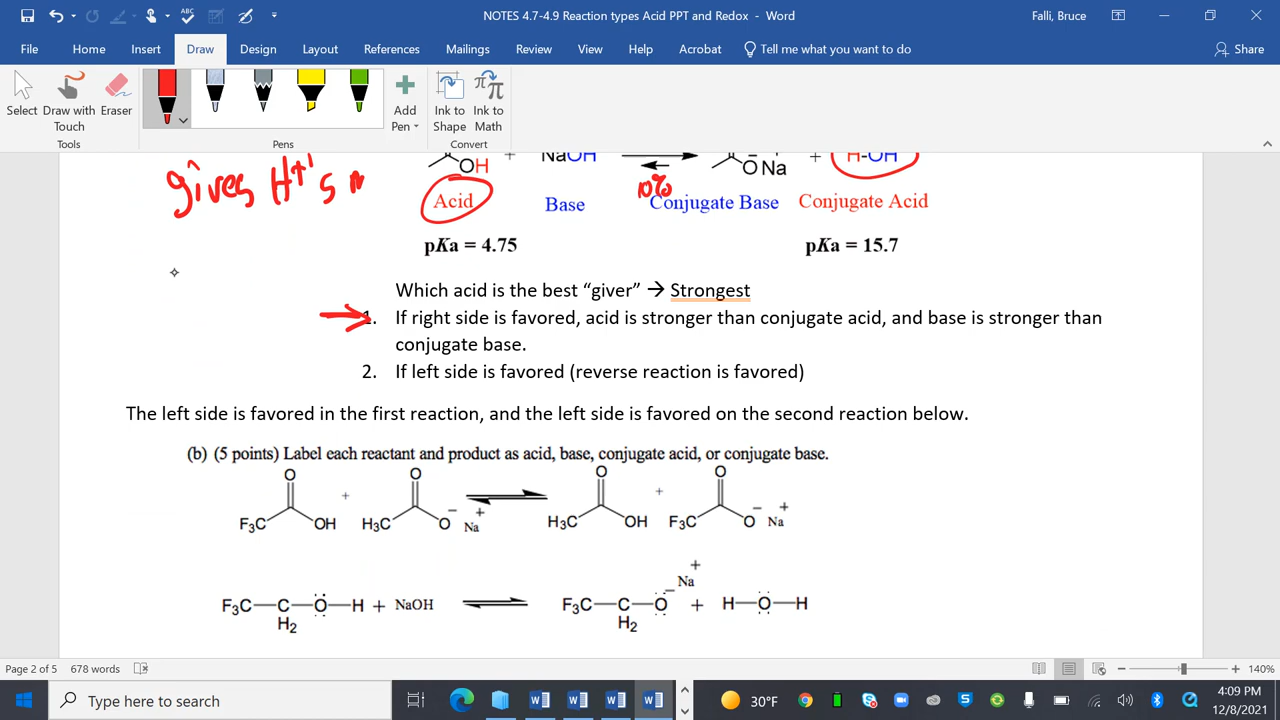 NOTES 4.7-4.9 Reaction types Acid PPT and Redox - Word
Falli, Bruce
File Home Insert Draw Design Layout References Mailings Review View Help Acrobat Tell me what you want to do Share
Select Draw with Touch Eraser Add Pen Ink to Shape Ink to Math
Tools Pens Convert
OH + NaOH O Na + H-OH
gives H+'s
10%
Acid Base Conjugate Base Conjugate Acid
pKa = 4.75 pKa = 15.7
Which acid is the best “giver” → Strongest
1. If right side is favored, acid is stronger than conjugate acid, and base is stronger than
conjugate base.
2. If left side is favored (reverse reaction is favored)
The left side is favored in the first reaction, and the left side is favored on the second reaction below.
(b) (5 points) Label each reactant and product as acid, base, conjugate acid, or conjugate base.
O O O O
+ +
F3C OH H3C O − Na + H3C OH F3C O − Na +
+
Na
F3C—C—O—H + NaOH F3C—C—O − + H—O—H
H2 H2
Page 2 of 5 668 words 140%
Type here to search 30°F 4:09 PM
12/8/2021